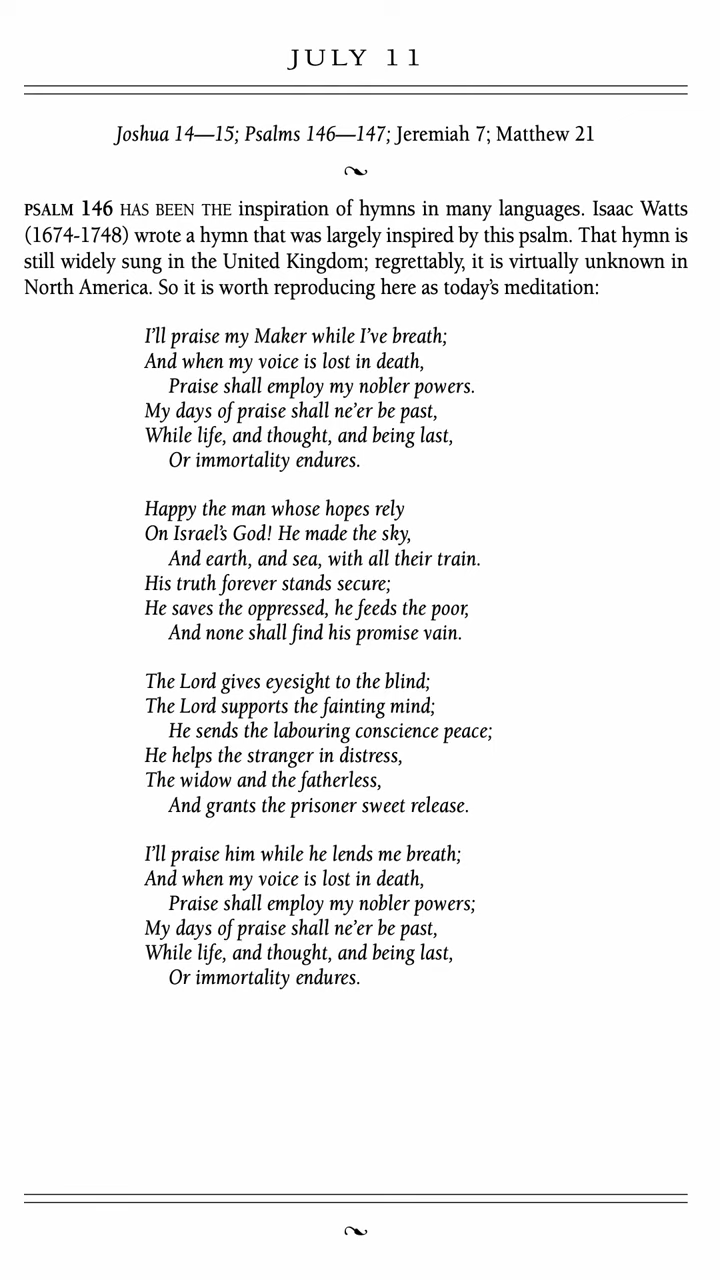 JULY 11
Joshua 14—15; Psalms 146—147; Jeremiah 7; Matthew 21
PSALM 146 HAS BEEN THE inspiration of hymns in many languages. Isaac Watts
(1674-1748) wrote a hymn that was largely inspired by this psalm. That hymn is
still widely sung in the United Kingdom; regrettably, it is virtually unknown in
North America. So it is worth reproducing here as today’s meditation:
I’ll praise my Maker while I’ve breath;
And when my voice is lost in death,
Praise shall employ my nobler powers.
My days of praise shall ne’er be past,
While life, and thought, and being last,
Or immortality endures.
Happy the man whose hopes rely
On Israel’s God! He made the sky,
And earth, and sea, with all their train.
His truth forever stands secure;
He saves the oppressed, he feeds the poor,
And none shall find his promise vain.
The Lord gives eyesight to the blind;
The Lord supports the fainting mind;
He sends the labouring conscience peace;
He helps the stranger in distress,
The widow and the fatherless,
And grants the prisoner sweet release.
I’ll praise him while he lends me breath;
And when my voice is lost in death,
Praise shall employ my nobler powers;
My days of praise shall ne’er be past,
While life, and thought, and being last,
Or immortality endures.